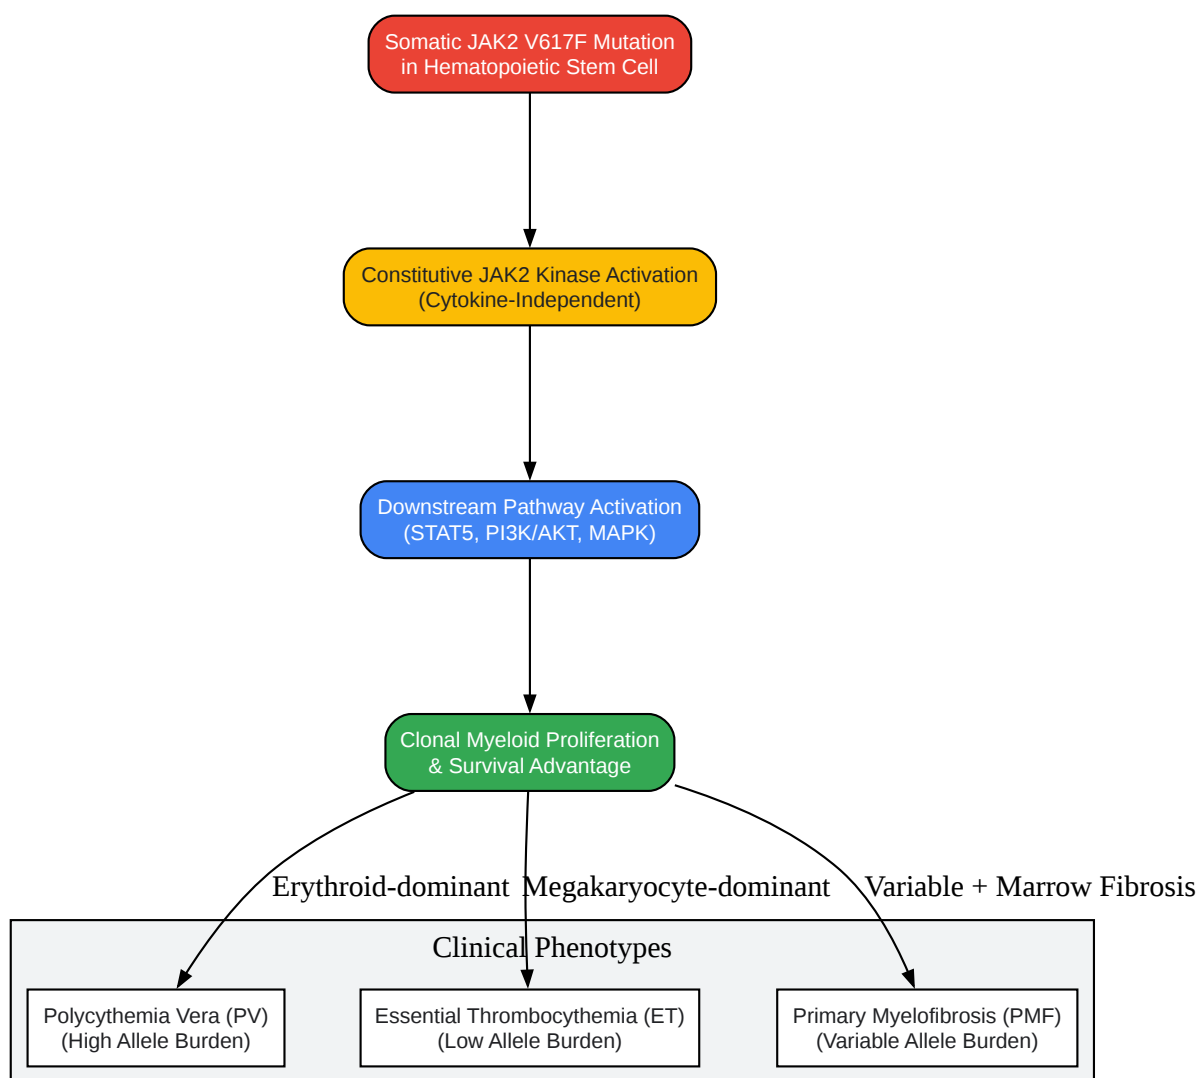 Somatic JAK2 V617F Mutation
in Hematopoietic Stem Cell
Constitutive JAK2 Kinase Activation
(Cytokine-Independent)
Downstream Pathway Activation
(STAT5, PI3K/AKT, MAPK)
Clonal Myeloid Proliferation
& Survival Advantage
Erythroid-dominant
Megakaryocyte-dominant
Variable + Marrow Fibrosis
Clinical Phenotypes
Polycythemia Vera (PV)
(High Allele Burden)
Essential Thrombocythemia (ET)
(Low Allele Burden)
Primary Myelofibrosis (PMF)
(Variable Allele Burden)